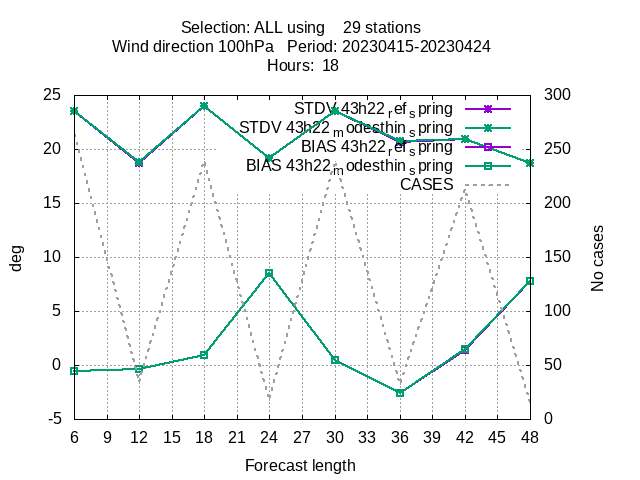 Selection: ALL using    29 stations
Wind direction 100hPa   Period: 20230415-20230424
Hours:  18
25
20
15
10
5
0
-5
deg
STDV 43h22_ref_spring
STDV 43h22_modesthin_spring
BIAS 43h22_ref_spring
BIAS 43h22_modesthin_spring
CASES
300
250
200
150
100
50
0
No cases
6 9 12 15 18 21 24 27 30 33 36 39 42 45 48
Forecast length